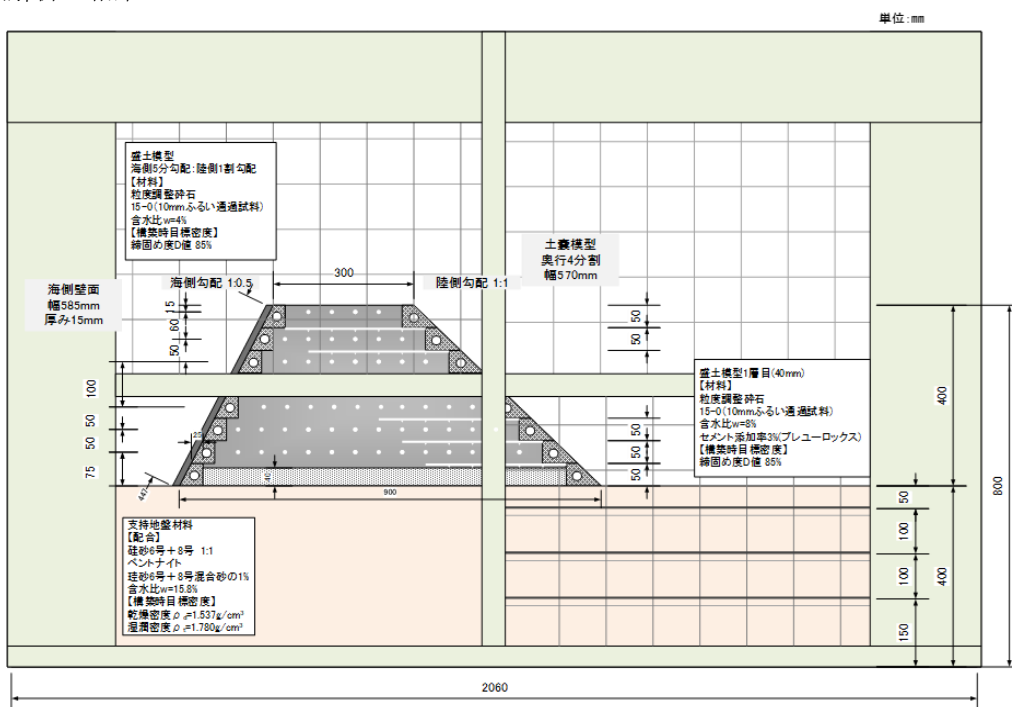 単位:mm
盛土模型
海側5分勾配:陸側1割勾配
【材料】
粒度調整砕石
15-0(10mmふるい通過試料)
含水比w=4%
【構築時目標密度】
締固め度D値 85%
海側壁面
幅585mm
厚み15mm
海側勾配 1:0.5
300
陸側勾配 1:1
土嚢模型
奥行4分割
幅570mm
15
60
50
100
50
50
75
25
447
40
900
50
50
50
50
50
盛土模型1層目(40mm)
【材料】
粒度調整砕石
15-0(10mmふるい通過試料)
含水比w=8%
セメント添加率3%(プレユーロックス)
【構築時目標密度】
締固め度D値 85%
400
800
400
50
100
100
150
支持地盤材料
【配合】
硅砂6号+8号 1:1
ベントナイト
珪砂6号+8号混合砂の1%
含水比w=15.8%
【構築時目標密度】
乾燥密度ρd=1.537g/cm³
湿潤密度ρt=1.780g/cm³
2060